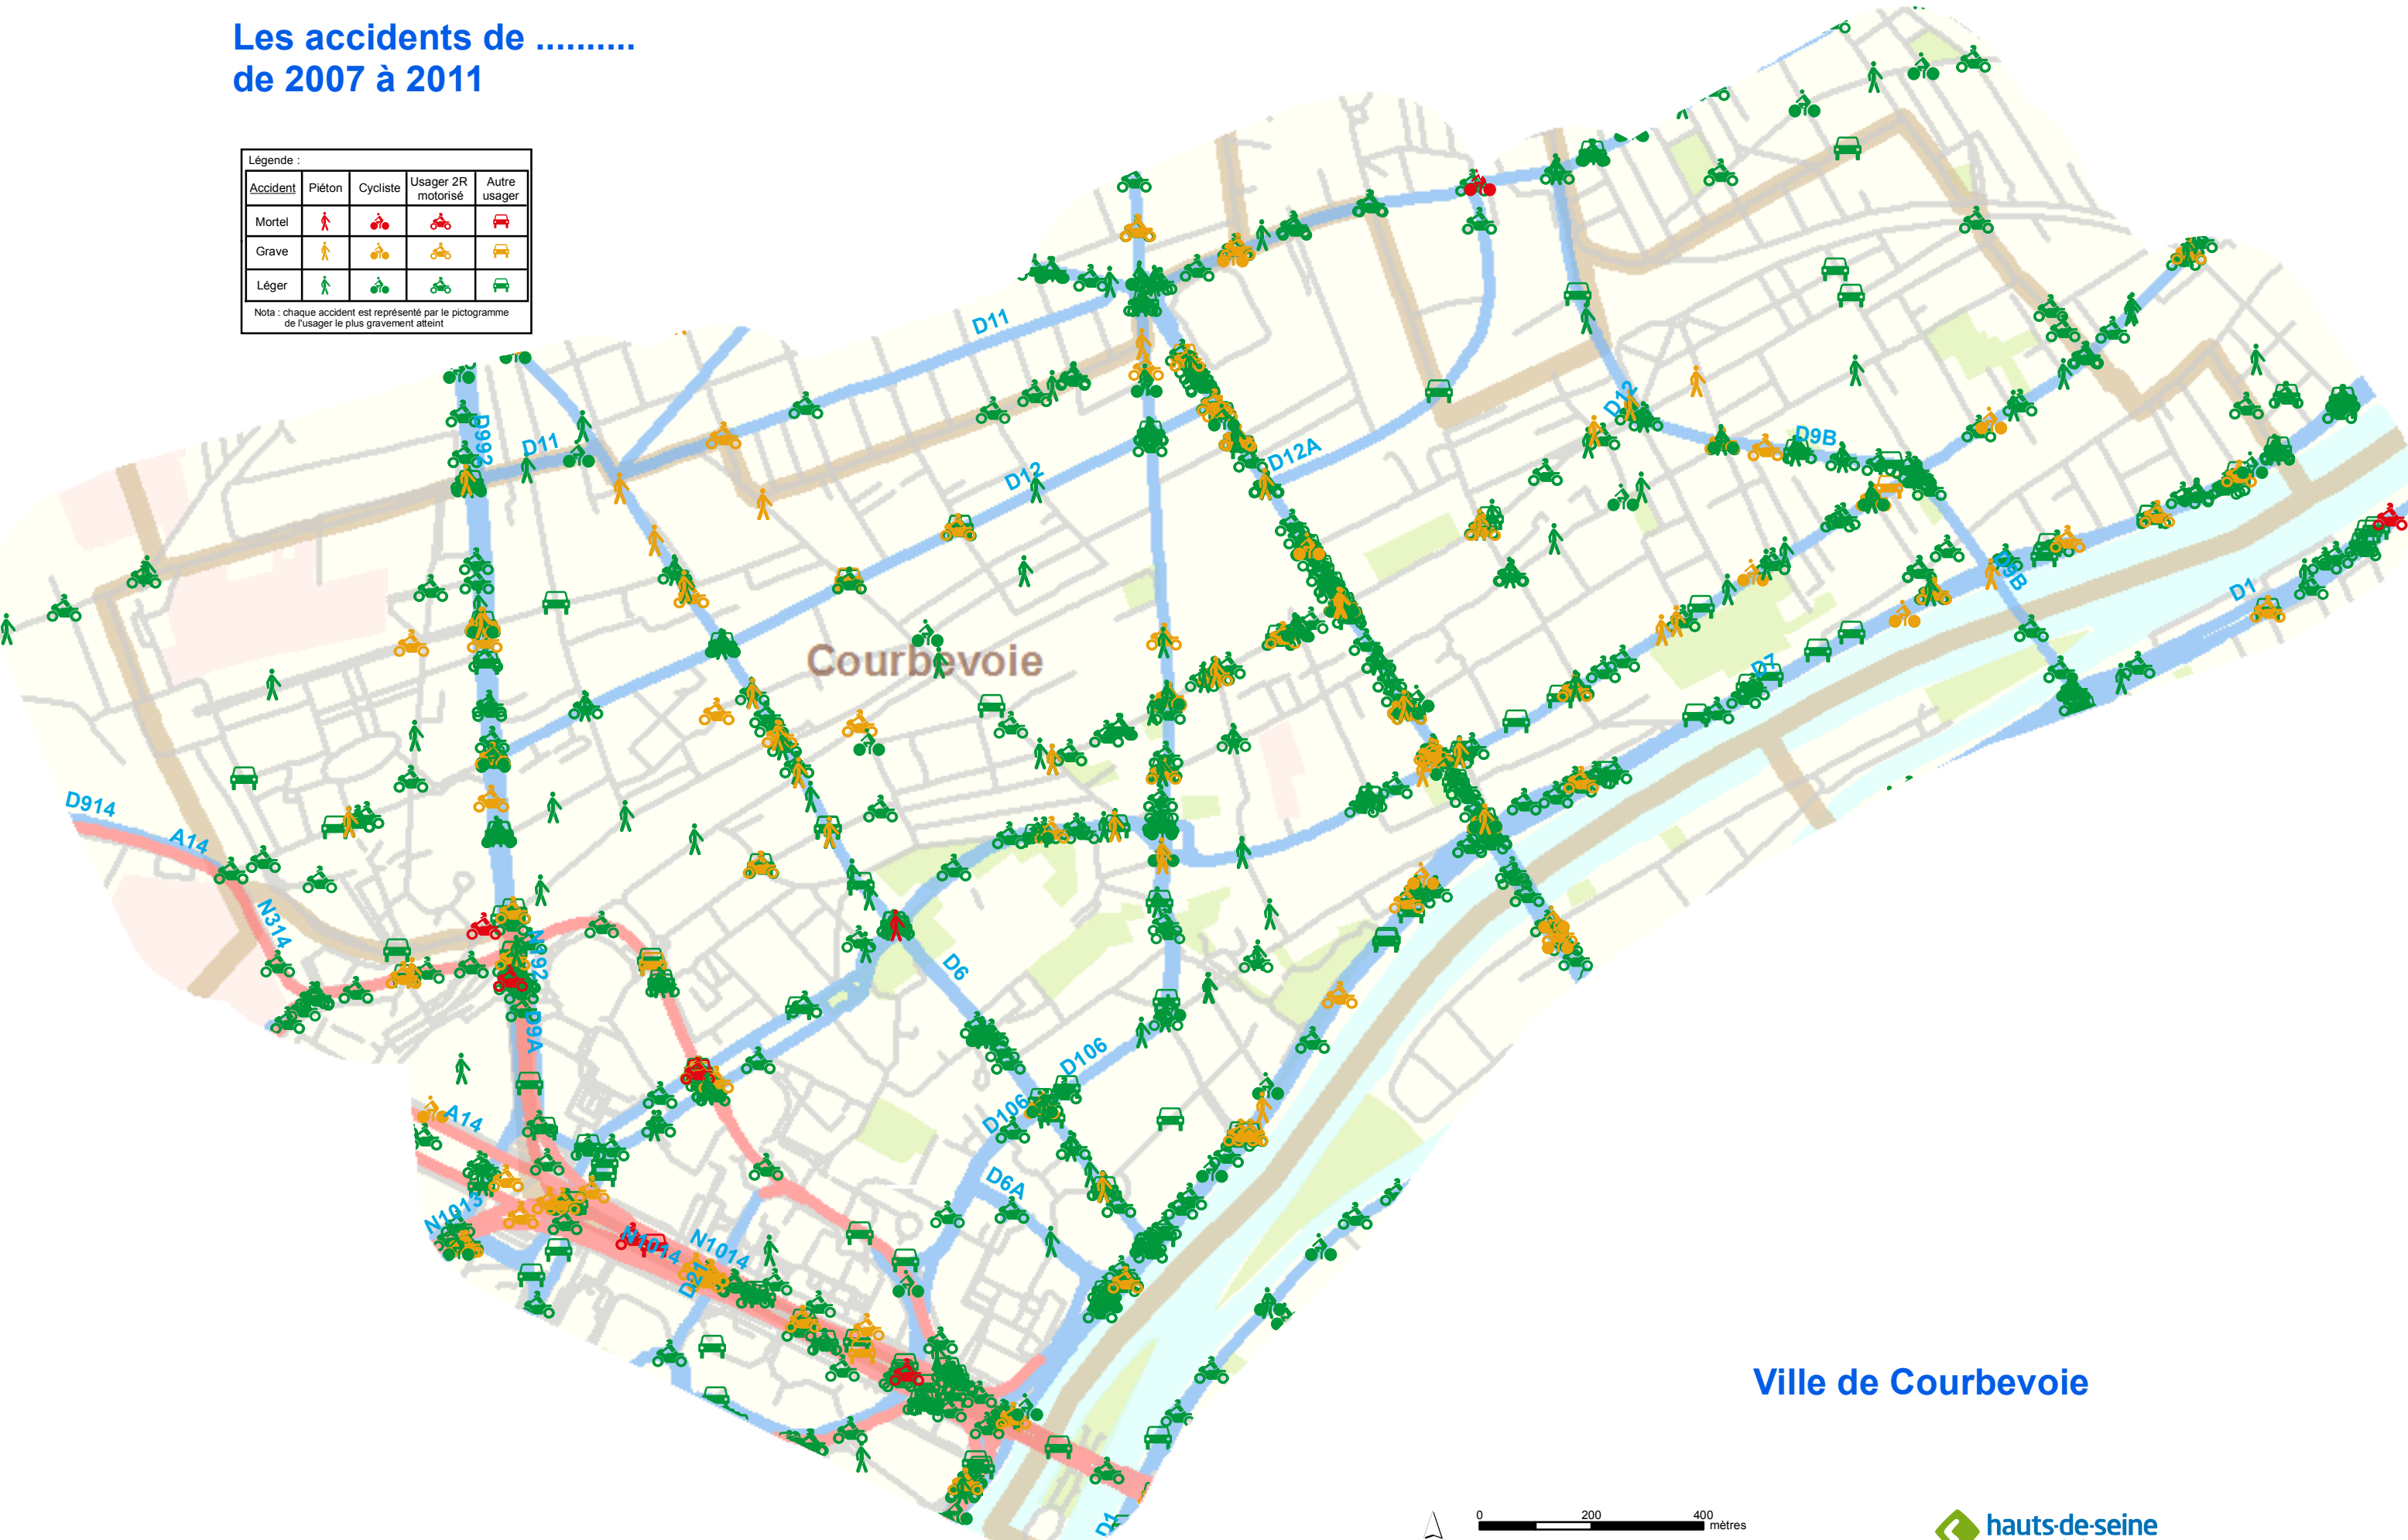 Les accidents de ..........
de 2007 à 2011
Légende :
Accident
Piéton
Cycliste
Usager 2R
motorisé
Autre
usager
Mortel
Grave
Léger
Nota : chaque accident est représenté par le pictogramme
de l'usager le plus gravement atteint
D11
D992
D11
D12
D12A
D12
D9B
D9B
D1
D7
Courbevoie
D914
A14
N314
N992
D9A
D6
D106
D106
D6A
A14
N1013
N1014
N1014
D21
D1
Ville de Courbevoie
0
200
400
mètres
hauts-de-seine